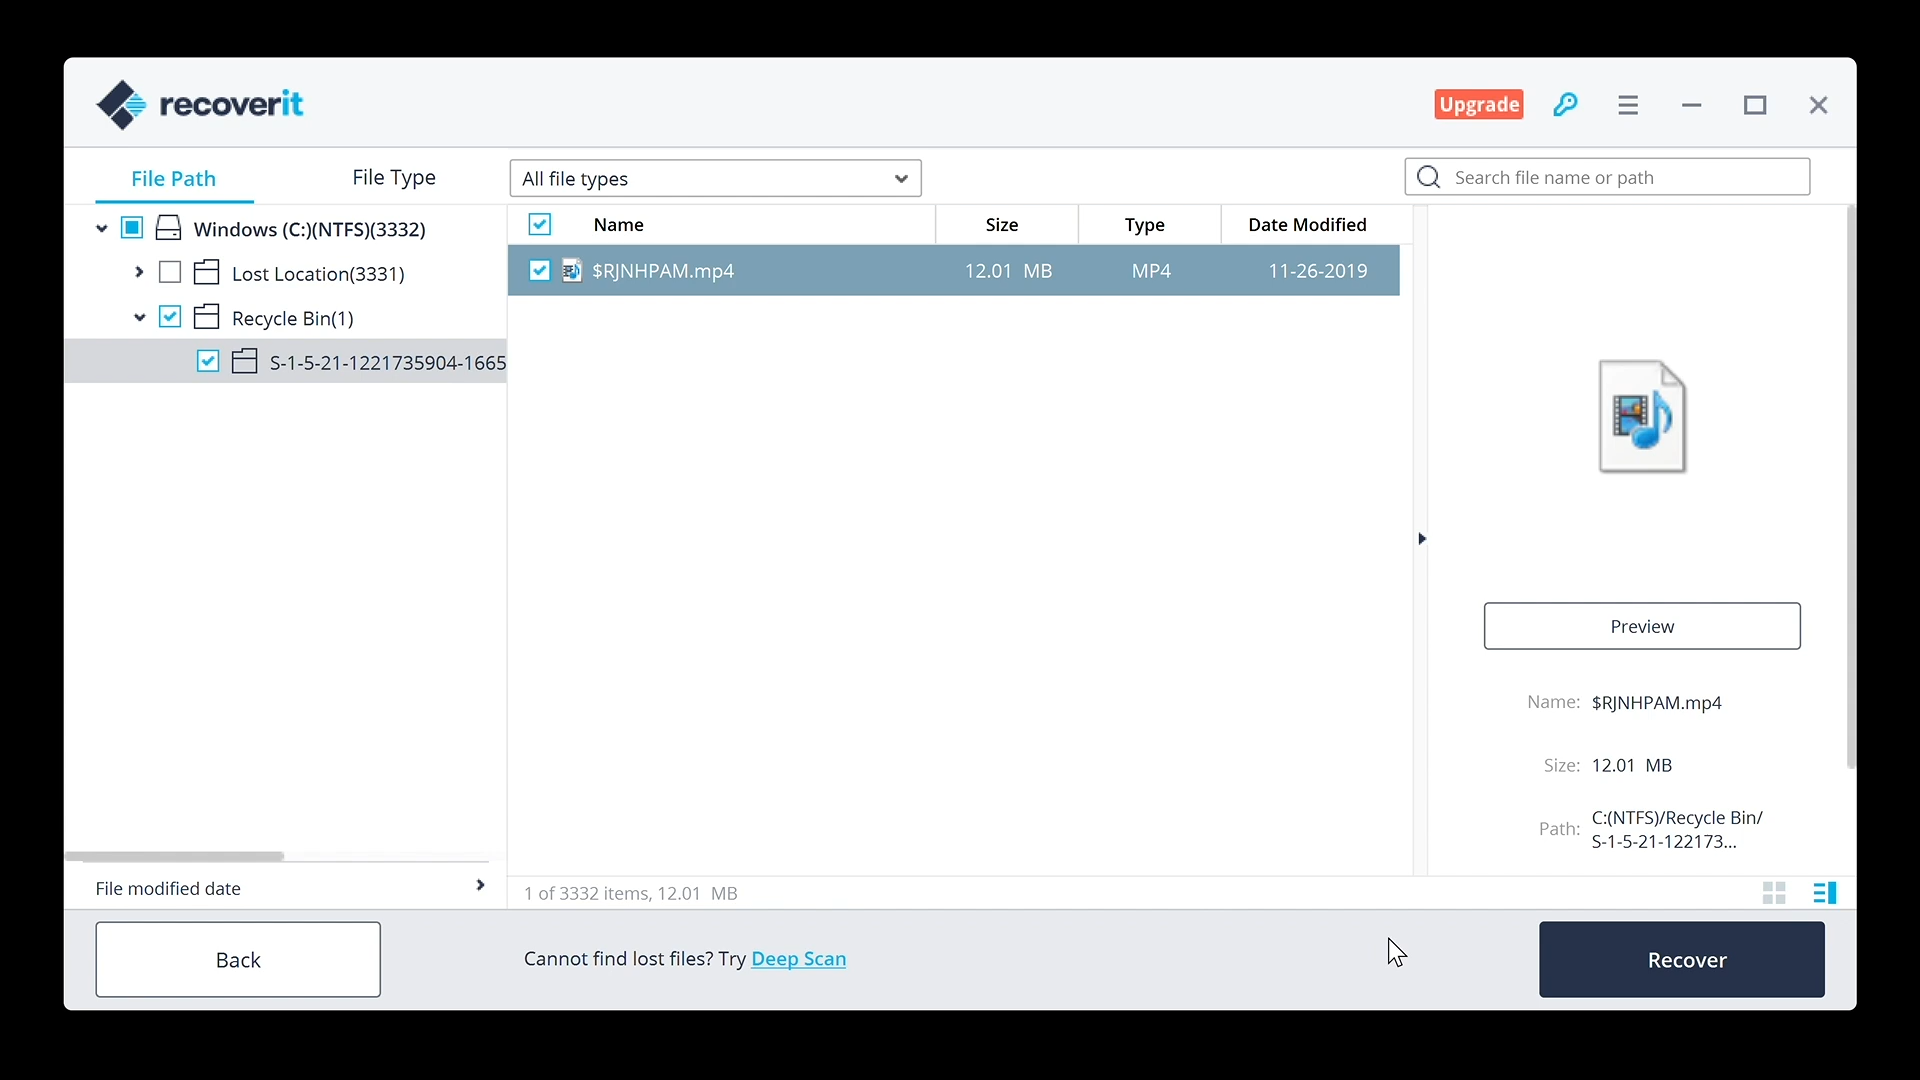 recoverit
Upgrade
File Path
File Type
All file types
Search file name or path
Windows (C:)(NTFS)(3332)
Lost Location(3331)
Recycle Bin(1)
S-1-5-21-1221735904-1665
Name
Size
Type
Date Modified
$RJNHPAM.mp4
12.01 MB
MP4
11-26-2019
Preview
Name: $RJNHPAM.mp4
Size: 12.01 MB
Path: C:(NTFS)/Recycle Bin/
S-1-5-21-122173...
File modified date
1 of 3332 items, 12.01 MB
Back
Cannot find lost files? Try Deep Scan
Recover